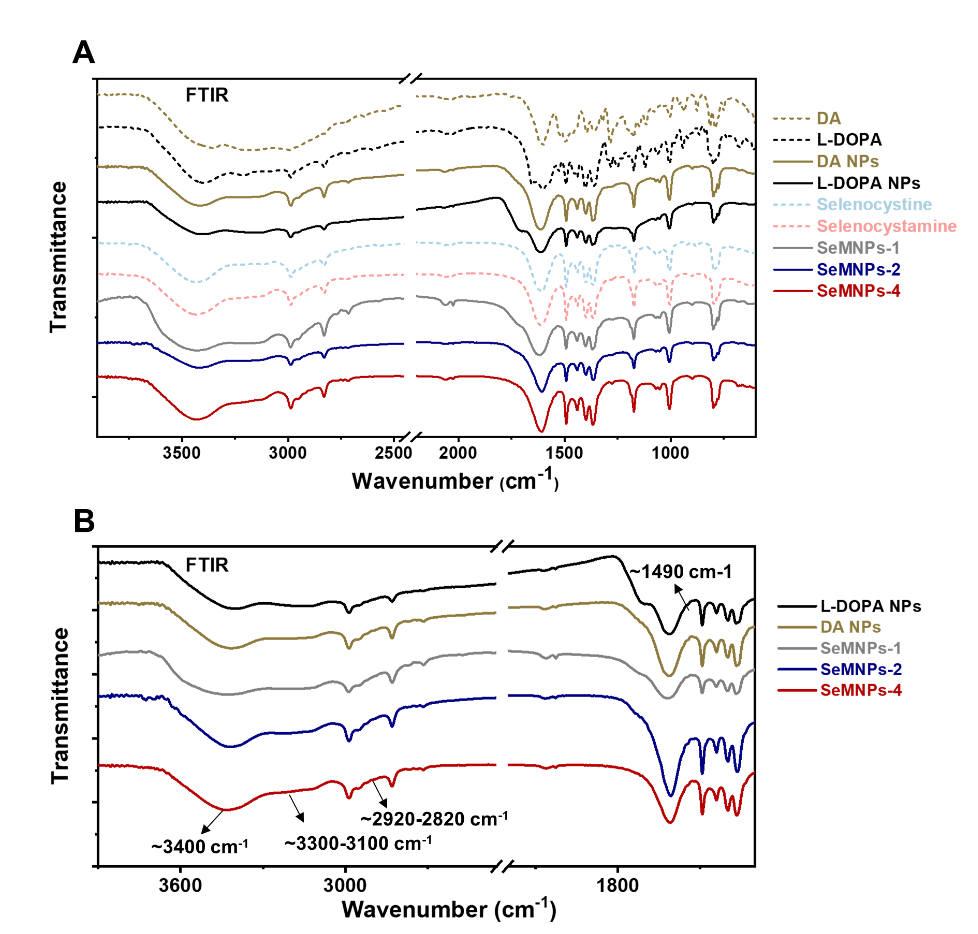 A
FTIR
Transmittance
3500
3000
2500
2000
1500
1000
Wavenumber (cm⁻¹)
DA
L-DOPA
DA NPs
L-DOPA NPs
Selenocystine
Selenocystamine
SeMNPs-1
SeMNPs-2
SeMNPs-4
B
FTIR
~1490 cm-1
Transmittance
~2920-2820 cm⁻¹
~3400 cm⁻¹
~3300-3100 cm⁻¹
3600
3000
1800
Wavenumber (cm⁻¹)
L-DOPA NPs
DA NPs
SeMNPs-1
SeMNPs-2
SeMNPs-4